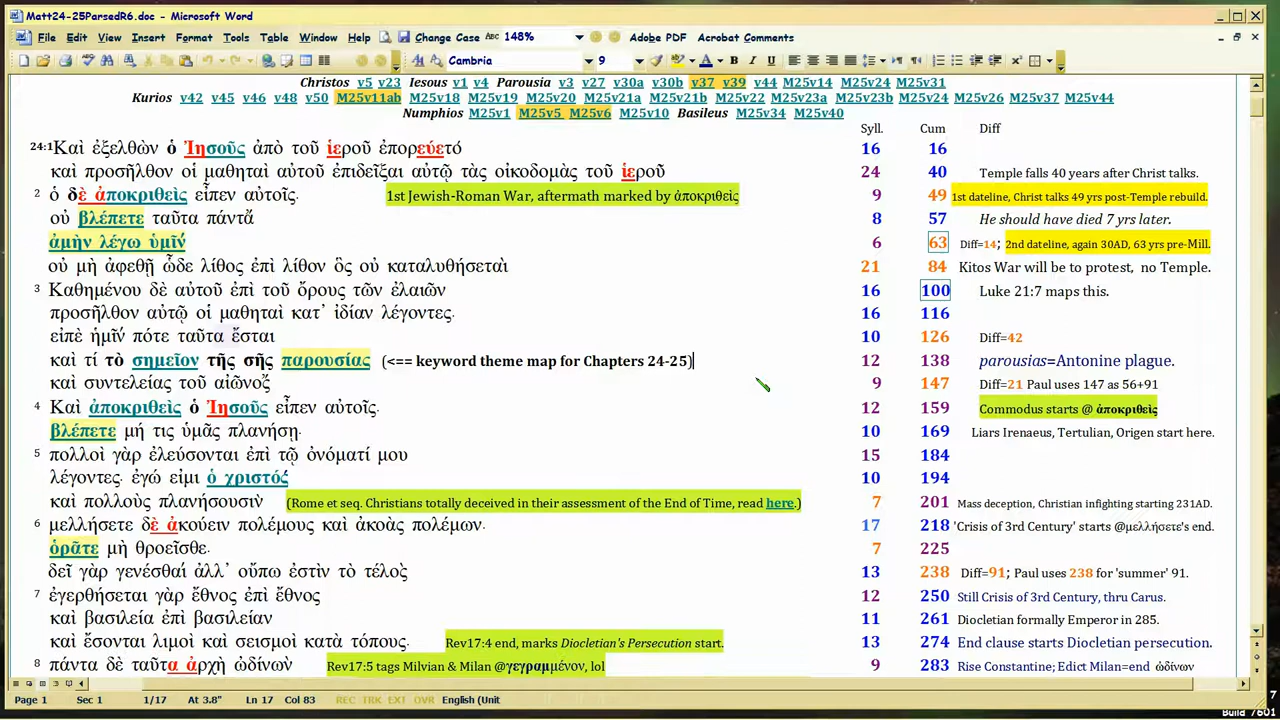 Matt24-25ParsedR6.doc - Microsoft Word
File Edit View Insert Format Tools Table Window Help Change Case ABC 148% Adobe PDF Acrobat Comments
Cambria 9 B I U
Christos v5 v23 Iesous v1 v4 Parousia v3 v27 v30a v30b v37 v39 v44 M25v14 M25v24 M25v31
Kurios v42 v45 v46 v48 v50 M25v11ab M25v18 M25v19 M25v20 M25v21a M25v21b M25v22 M25v23a M25v23b M25v24 M25v26 M25v37 M25v44
Numphios M25v1 M25v5 M25v6 M25v10 Basileus M25v34 M25v40
Syll. Cum Diff
24:1 Καὶ ἐξελθὼν ὁ Ἰησοῦς ἀπὸ τοῦ ἱεροῦ ἐπορεύετό 16 16
καὶ προσῆλθον οἱ μαθηταὶ αὐτοῦ ἐπιδεῖξαι αὐτῷ τὰς οἰκοδομὰς τοῦ ἱεροῦ 24 40 Temple falls 40 years after Christ talks.
2 ὁ δὲ ἀποκριθεὶς εἶπεν αὐτοῖς· 1st Jewish-Roman War, aftermath marked by ἀποκριθεὶς 9 49 1st dateline, Christ talks 49 yrs post-Temple rebuild.
οὐ βλέπετε ταῦτα πάντᾶ 8 57 He should have died 7 yrs later.
ἀμὴν λέγω ὑμῖν 6 63 Diff=14; 2nd dateline, again 30AD, 63 yrs pre-Mill.
οὐ μὴ ἀφεθῇ ὧδε λίθος ἐπὶ λίθον ὃς οὐ καταλυθήσεταὶ 21 84 Kitos War will be to protest, no Temple.
3 Καθημένου δὲ αὐτοῦ ἐπὶ τοῦ ὄρους τῶν ἐλαιῶν 16 100 Luke 21:7 maps this.
προσῆλθον αὐτῷ οἱ μαθηταὶ κατ᾽ ἰδίαν λέγοντες· 16 116
εἰπὲ ἡμῖν πότε ταῦτα ἔσται 10 126 Diff=42
καὶ τί τὸ σημεῖον τῆς σῆς παρουσίας (<== keyword theme map for Chapters 24-25) 12 138 parousias=Antonine plague.
καὶ συντελείας τοῦ αἰῶνοξ 9 147 Diff=21 Paul uses 147 as 56+91
4 Καὶ ἀποκριθεὶς ὁ Ἰησοῦς εἶπεν αὐτοῖς· 12 159 Commodus starts @ ἀποκριθεὶς
βλέπετε μή τις ὑμᾶς πλανήσῃ· 10 169 Liars Irenaeus, Tertulian, Origen start here.
5 πολλοὶ γὰρ ἐλεύσονται ἐπὶ τῷ ὀνόματί μου 15 184
λέγοντες· ἐγώ εἰμι ὁ χριστός 10 194
καὶ πολλοὺς πλανήσουσιν (Rome et seq. Christians totally deceived in their assessment of the End of Time, read here.) 7 201 Mass deception, Christian infighting starting 231AD.
6 μελλήσετε δὲ ἀκούειν πολέμους καὶ ἀκοὰς πολέμων· 17 218 'Crisis of 3rd Century' starts @μελλήσετε's end.
ὁρᾶτε μὴ θροεῖσθε· 7 225
δεῖ γὰρ γενέσθαί ἀλλ᾽ οὔπω ἐστὶν τὸ τέλος 13 238 Diff=91; Paul uses 238 for 'summer' 91.
7 ἐγερθήσεται γὰρ ἔθνος ἐπὶ ἔθνος 12 250 Still Crisis of 3rd Century, thru Carus.
καὶ βασιλεία ἐπὶ βασιλείαν 11 261 Diocletian formally Emperor in 285.
καὶ ἔσονται λιμοὶ καὶ σεισμοὶ κατὰ τόπους· Rev17:4 end, marks Diocletian's Persecution start. 13 274 End clause starts Diocletian persecution.
8 πάντα δὲ ταῦτα ἀρχὴ ὠδίνων Rev17:5 tags Milvian & Milan @γεγραμμένον, lol 9 283 Rise Constantine; Edict Milan=end ὠδίνων
Page 1 Sec 1 1/17 At 3.8" Ln 17 Col 83 REC TRK EXT OVR English (Unit
Build 7601